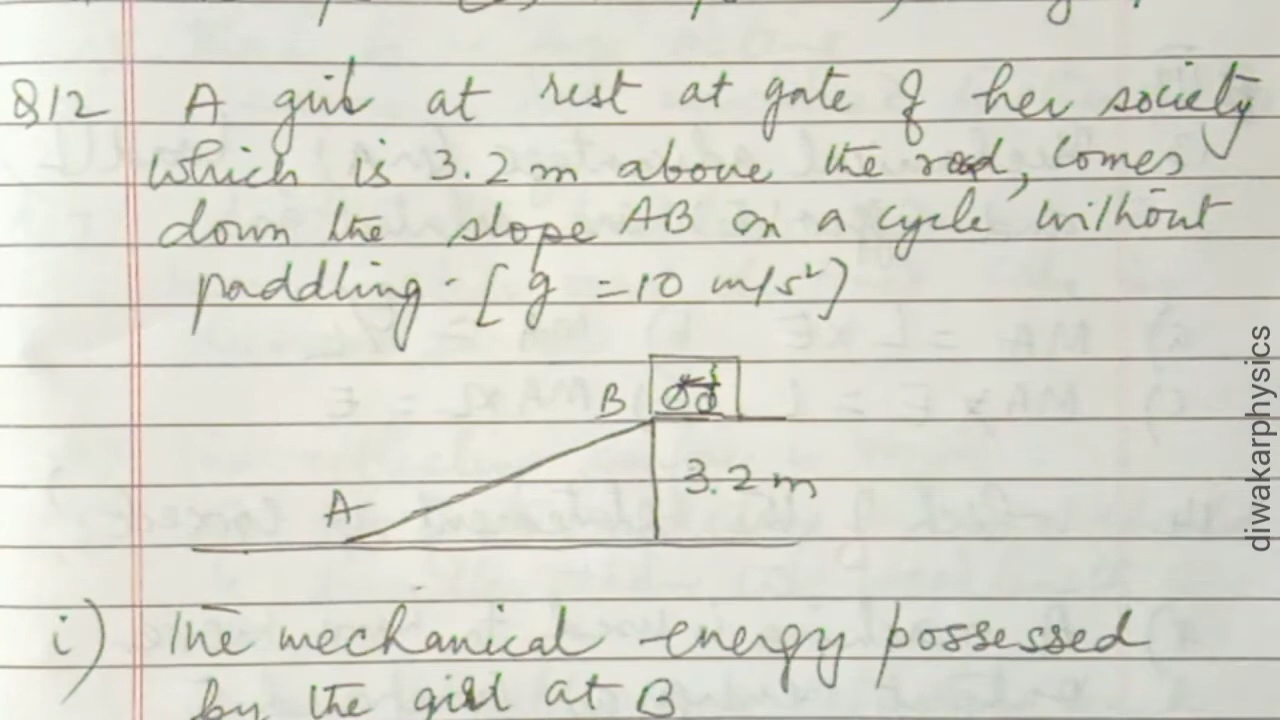 Q12 A girl at rest at gate of her society
which is 3.2 m above the road, comes
down the slope AB on a cycle without
paddling. [g = 10 m/s²]
B
3.2 m
A
i) The mechanical energy possessed
by the girl at B
diwakarphysics